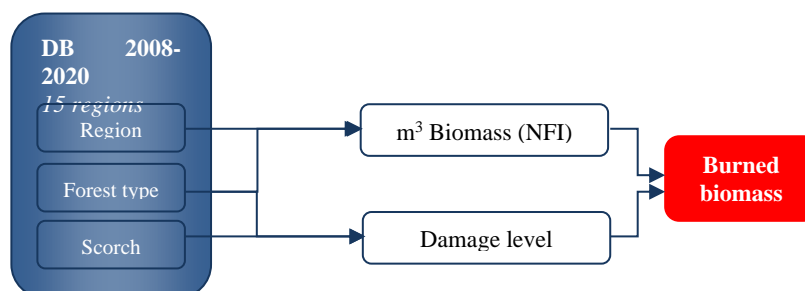 DB 2008-
2020
15 regions
Region
Forest type
Scorch
m³ Biomass (NFI)
Damage level
Burned
biomass